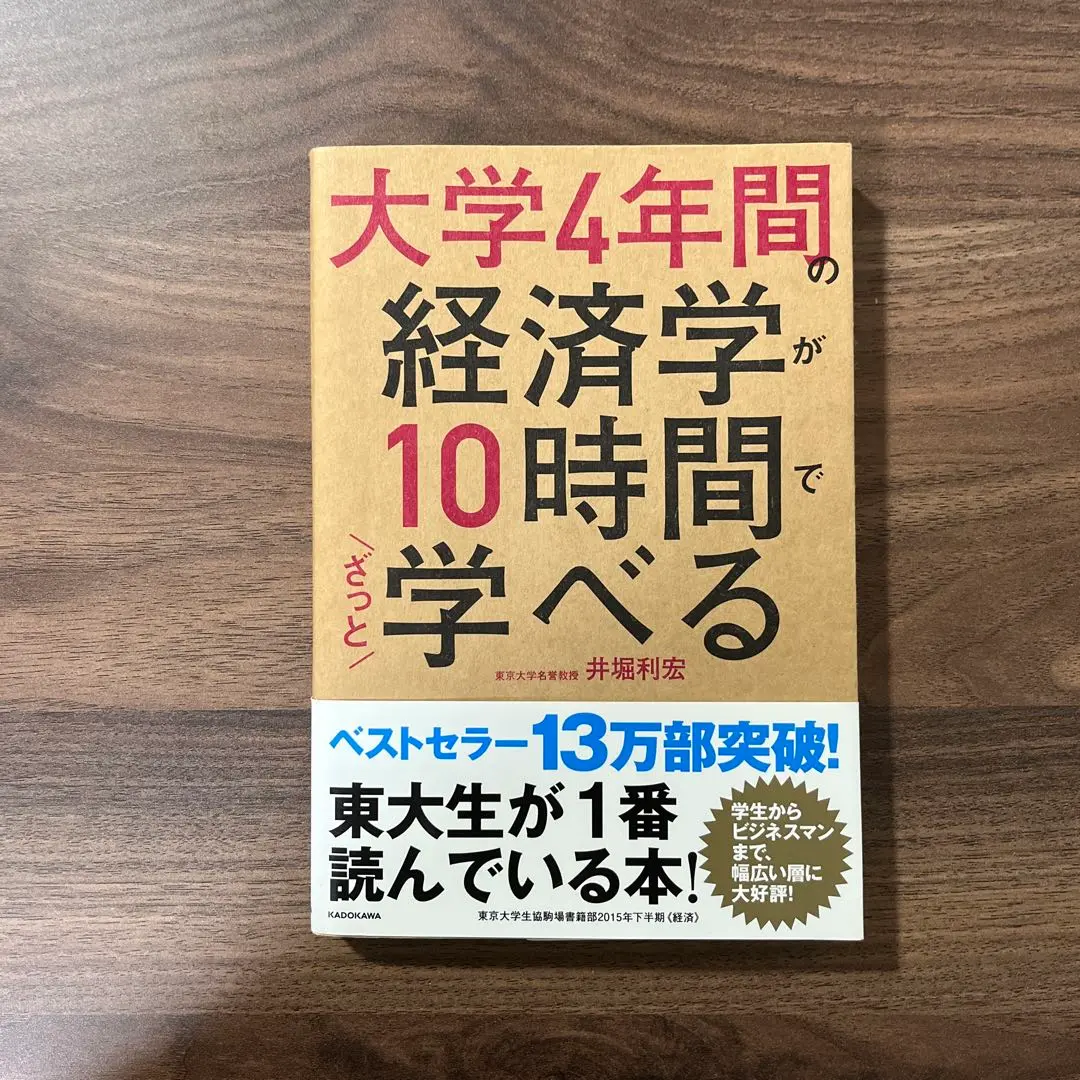 大学4年間の
経済学が
10時間で
ざっと
学べる
東京大学名誉教授 井堀利宏
ベストセラー13万部突破!
東大生が1番
読んでいる本!
学生から
ビジネスマン
まで、
幅広い層に
大好評!
KADOKAWA
東京大学生協駒場書籍部2015年下半期《経済》